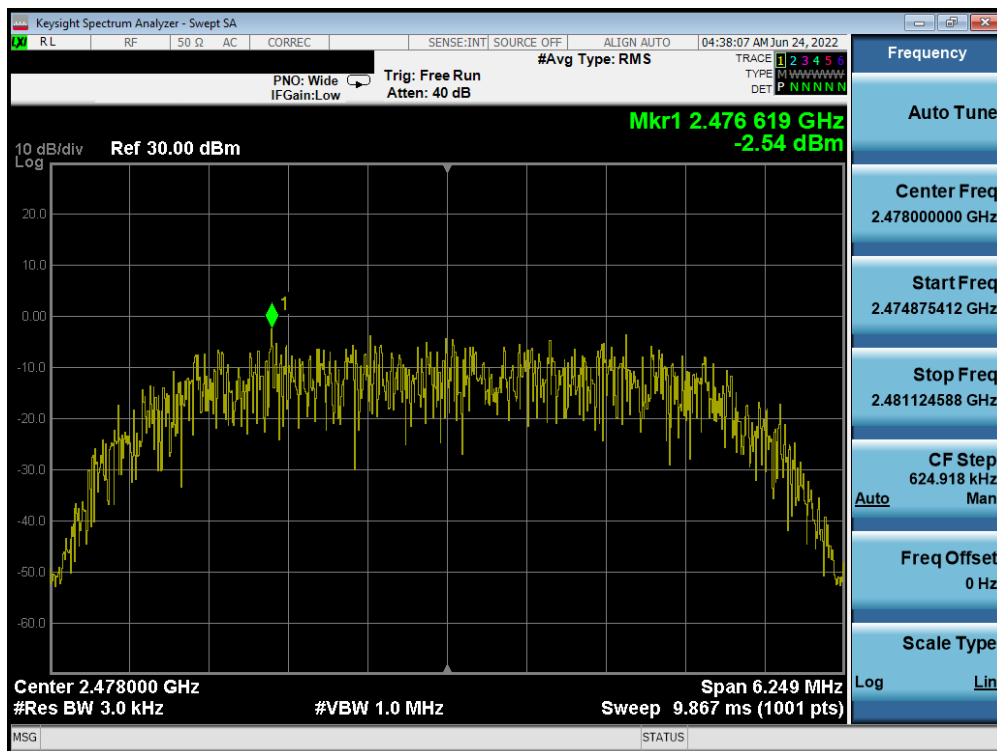 Keysight Spectrum Analyzer - Swept SA
LXI RL RF 50 Ω AC CORREC SENSE:INT SOURCE OFF ALIGN AUTO 04:38:07 AM Jun 24, 2022
#Avg Type: RMS
TRACE 1 2 3 4 5 6
TYPE M W W W W W
DET P N N N N N
PNO: Wide
IFGain:Low
Trig: Free Run
Atten: 40 dB
Mkr1 2.476 619 GHz
-2.54 dBm
10 dB/div
Log
Ref 30.00 dBm
20.0
10.0
0.00
-10.0
-20.0
-30.0
-40.0
-50.0
-60.0
1
Center 2.478000 GHz
Span 6.249 MHz
#Res BW 3.0 kHz
#VBW 1.0 MHz
Sweep 9.867 ms (1001 pts)
MSG
STATUS
Frequency
Auto Tune
Center Freq
2.478000000 GHz
Start Freq
2.474875412 GHz
Stop Freq
2.481124588 GHz
CF Step
624.918 kHz
Auto Man
Freq Offset
0 Hz
Scale Type
Log Lin